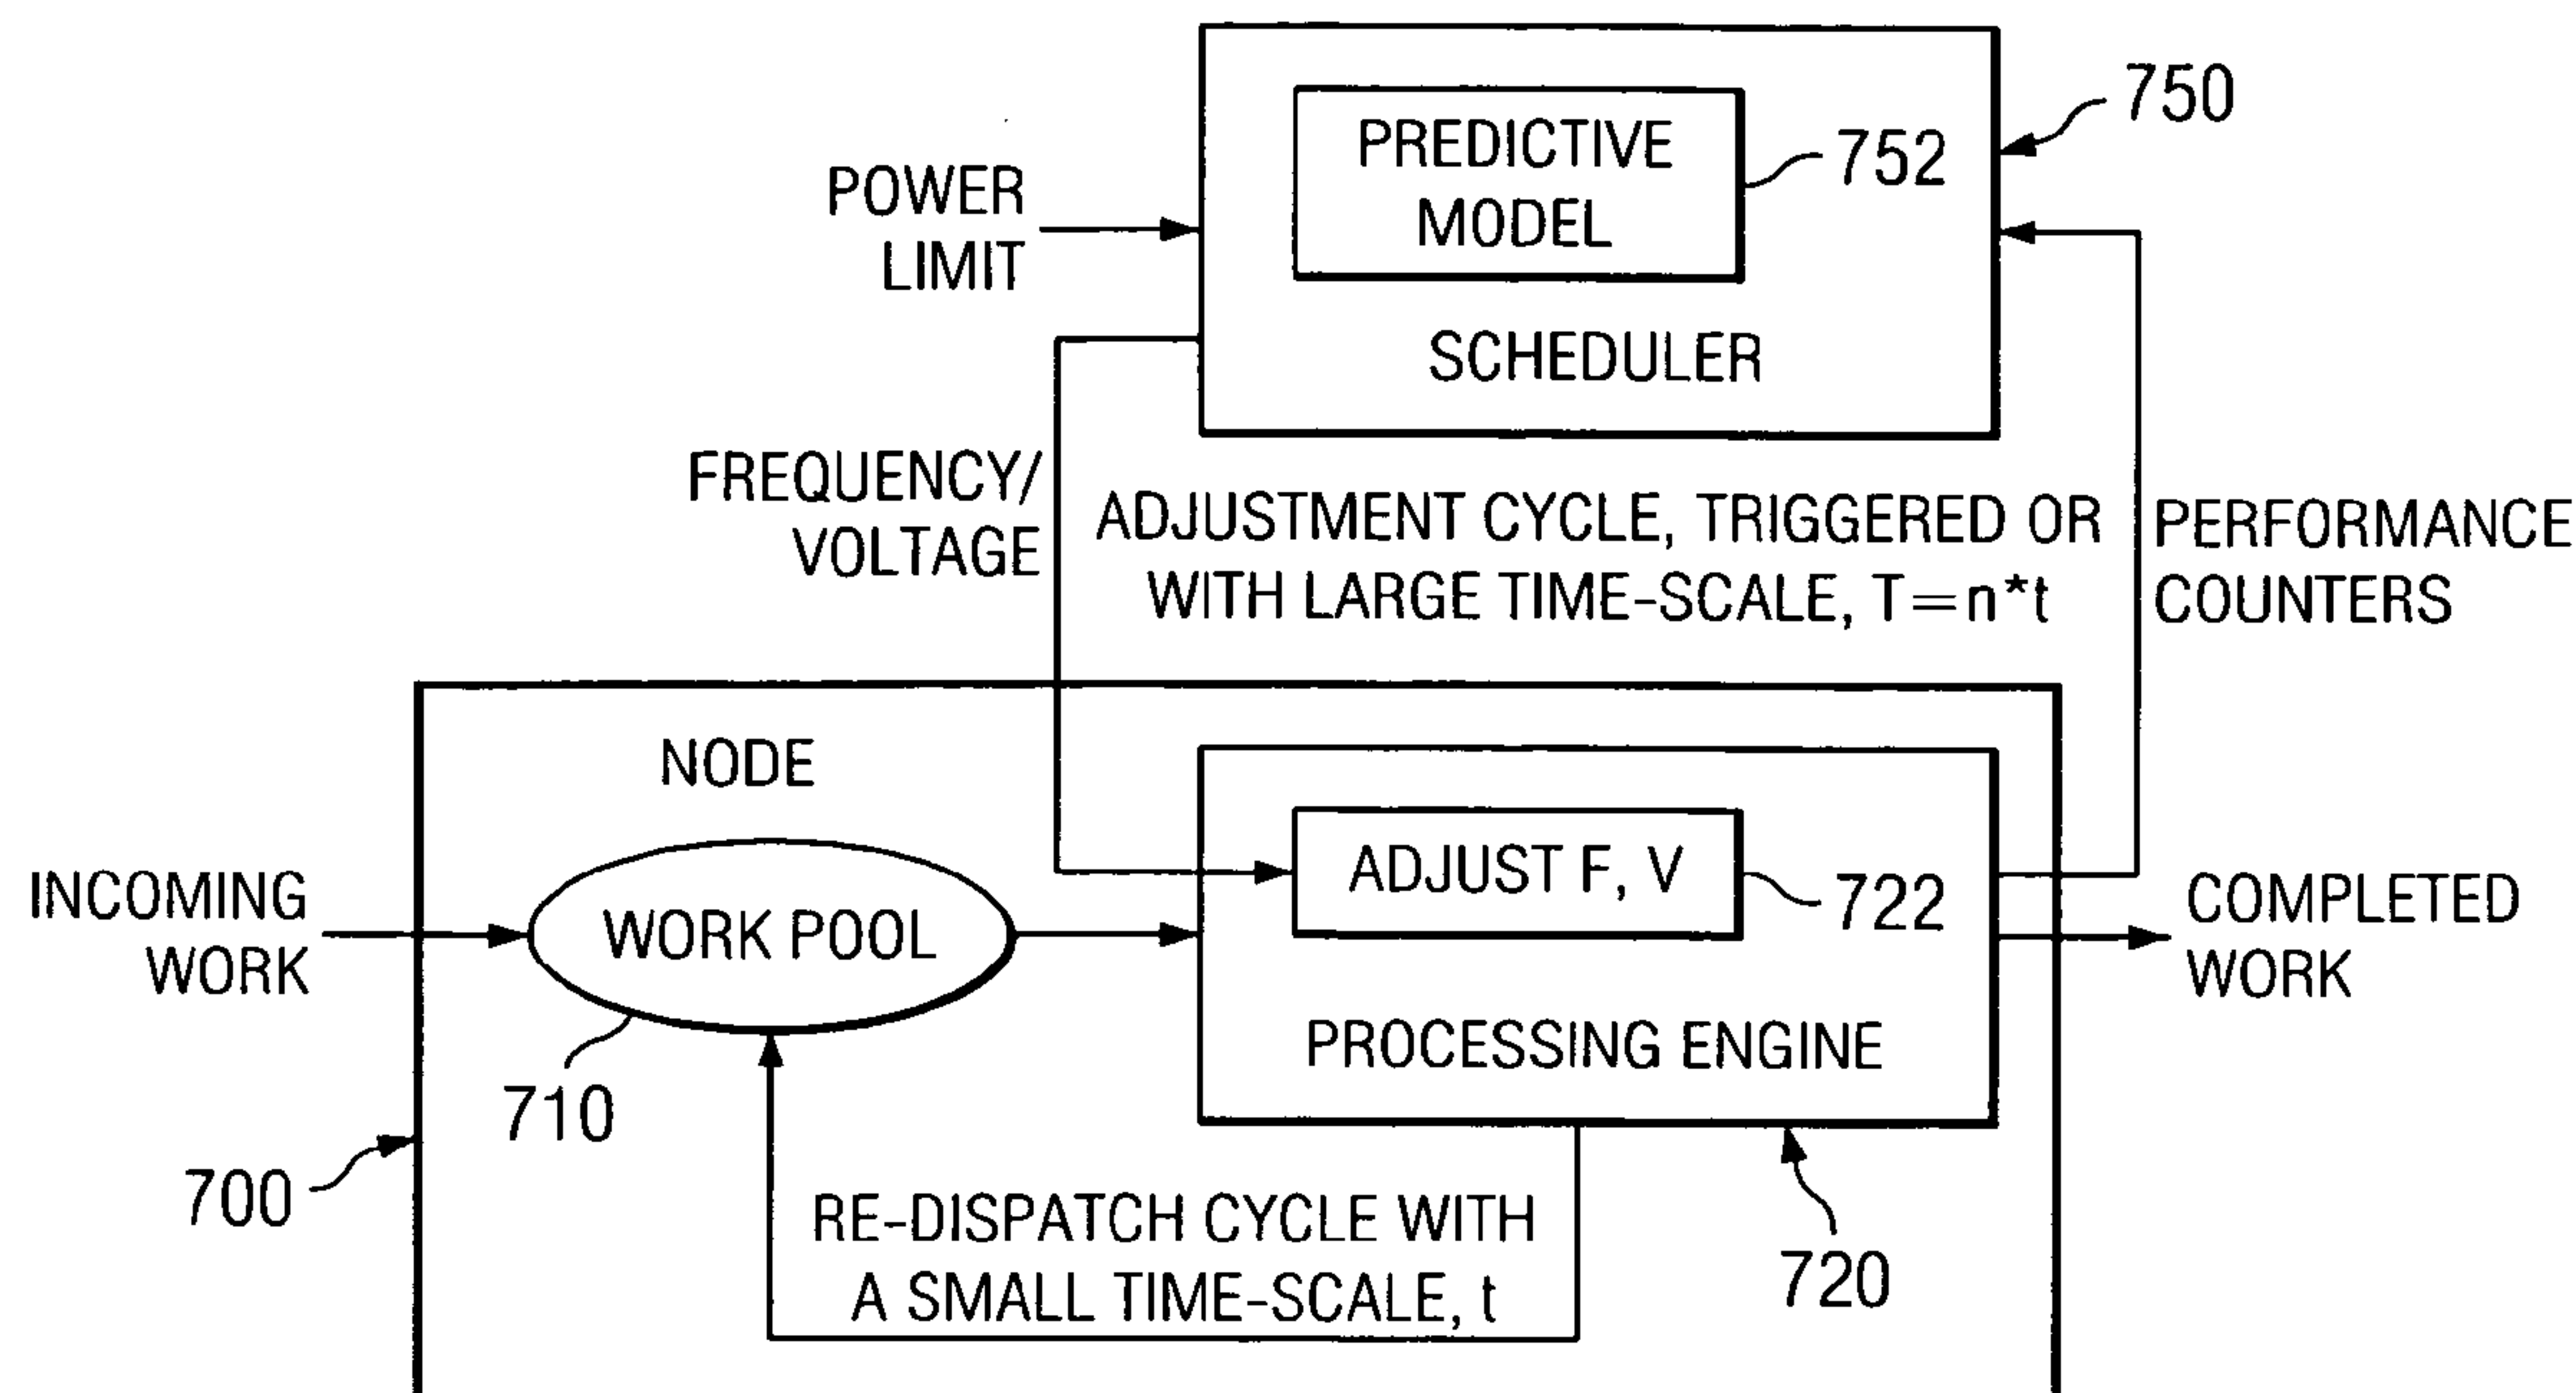 750
PREDICTIVE
MODEL
752
POWER
LIMIT
SCHEDULER
FREQUENCY/
VOLTAGE
ADJUSTMENT CYCLE, TRIGGERED OR
WITH LARGE TIME-SCALE, T=n*t
PERFORMANCE
COUNTERS
NODE
INCOMING
WORK
WORK POOL
ADJUST F, V
722
COMPLETED
WORK
PROCESSING ENGINE
710
700
RE-DISPATCH CYCLE WITH
A SMALL TIME-SCALE, t
720